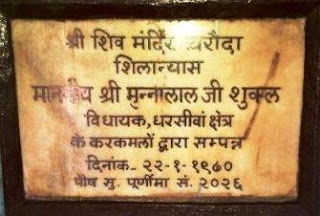 श्री शिव मंदिर बरौदा
शिलान्यास
माननीय श्री मुन्नालाल जी शुक्ल
विधायक, धरसीवां क्षेत्र
के करकमलों द्वारा सम्पन्न
दिनांक- २२-१-१९७०
पौष सु. पूर्णीमा सं. २०२६